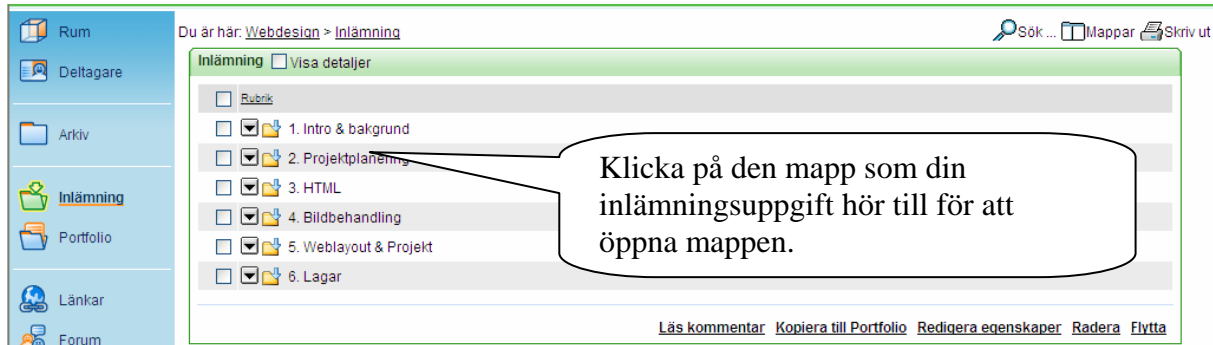 Rum
Deltagare
Arkiv
Inlämning
Portfolio
Länkar
Forum
Du är här: Webdesign > Inlämning
Sök ... Mappar Skriv ut
Inlämning Visa detaljer
Rubrik
1. Intro & bakgrund
2. Projektplanering
3. HTML
4. Bildbehandling
5. Weblayout & Projekt
6. Lagar
Klicka på den mapp som din
inlämningsuppgift hör till för att
öppna mappen.
Läs kommentar Kopiera till Portfolio Redigera egenskaper Radera Flytta